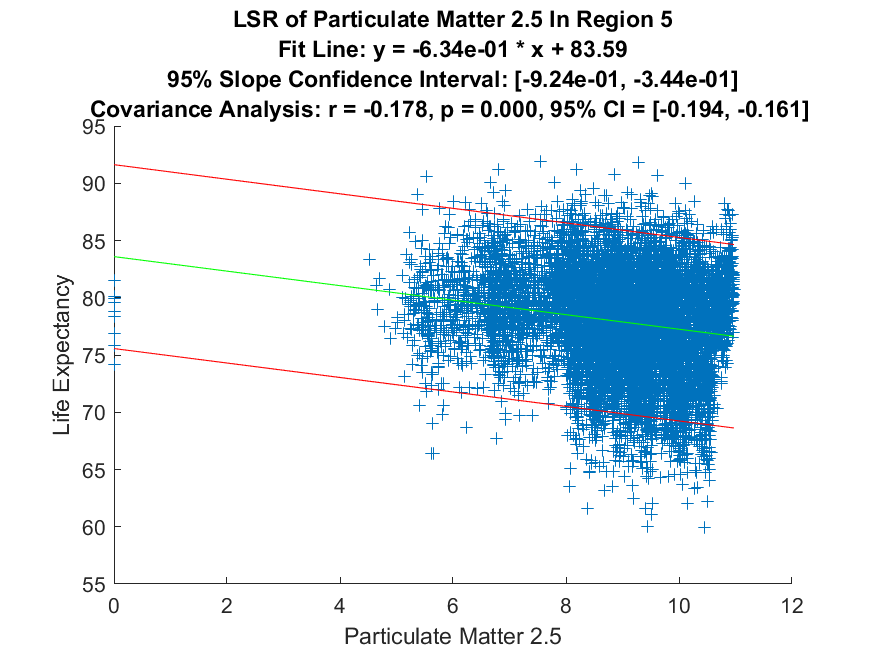 LSR of Particulate Matter 2.5 In Region 5
Fit Line: y = -6.34e-01 * x + 83.59
95% Slope Confidence Interval: [-9.24e-01, -3.44e-01]
Covariance Analysis: r = -0.178, p = 0.000, 95% CI = [-0.194, -0.161]
95
90
85
80
75
70
65
60
55
Life Expectancy
0 2 4 6 8 10 12
Particulate Matter 2.5